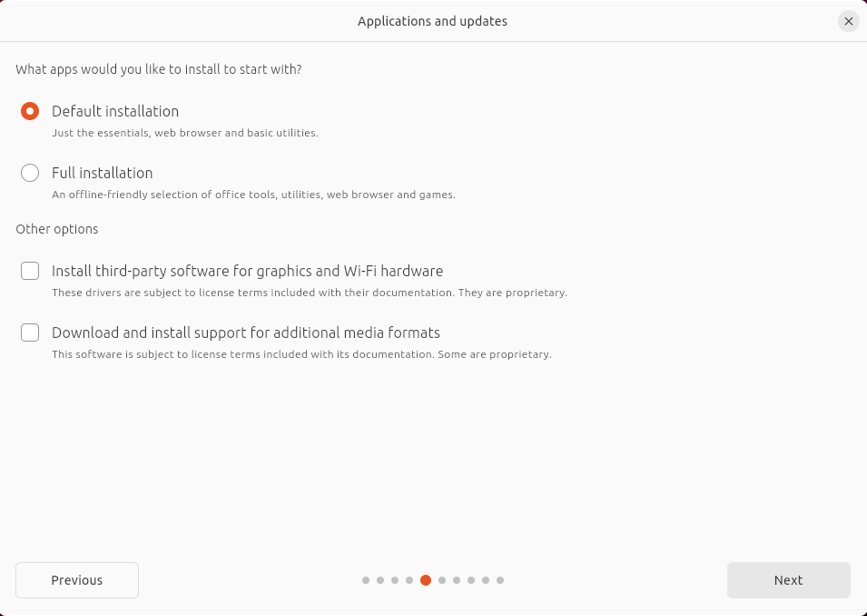 Applications and updates
What apps would you like to install to start with?
Default installation
Just the essentials, web browser and basic utilities.
Full installation
An offline-friendly selection of office tools, utilities, web browser and games.
Other options
Install third-party software for graphics and Wi-Fi hardware
These drivers are subject to license terms included with their documentation. They are proprietary.
Download and install support for additional media formats
This software is subject to license terms included with its documentation. Some are proprietary.
Previous
Next